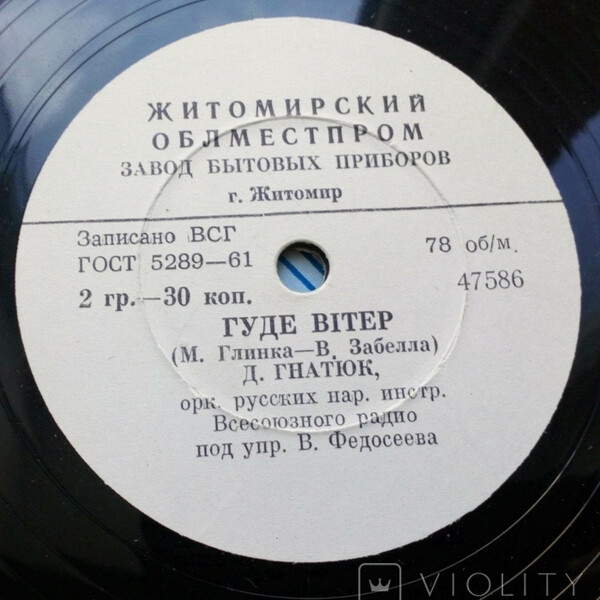 ЖИТОМИРСКИЙ
ОБЛМЕСТПРОМ
ЗАВОД БЫТОВЫХ ПРИБОРОВ
г. Житомир
Записано ВСГ
ГОСТ 5289—61
78 об/м.
2 гр.—30 коп.
47586
ГУДЕ ВІТЕР
(М. Глинка—В. Забелла)
Д. ГНАТЮК,
орк. русских нар. инстр.
Всесоюзного радио
под упр. В. Федосеева
VIOLITY